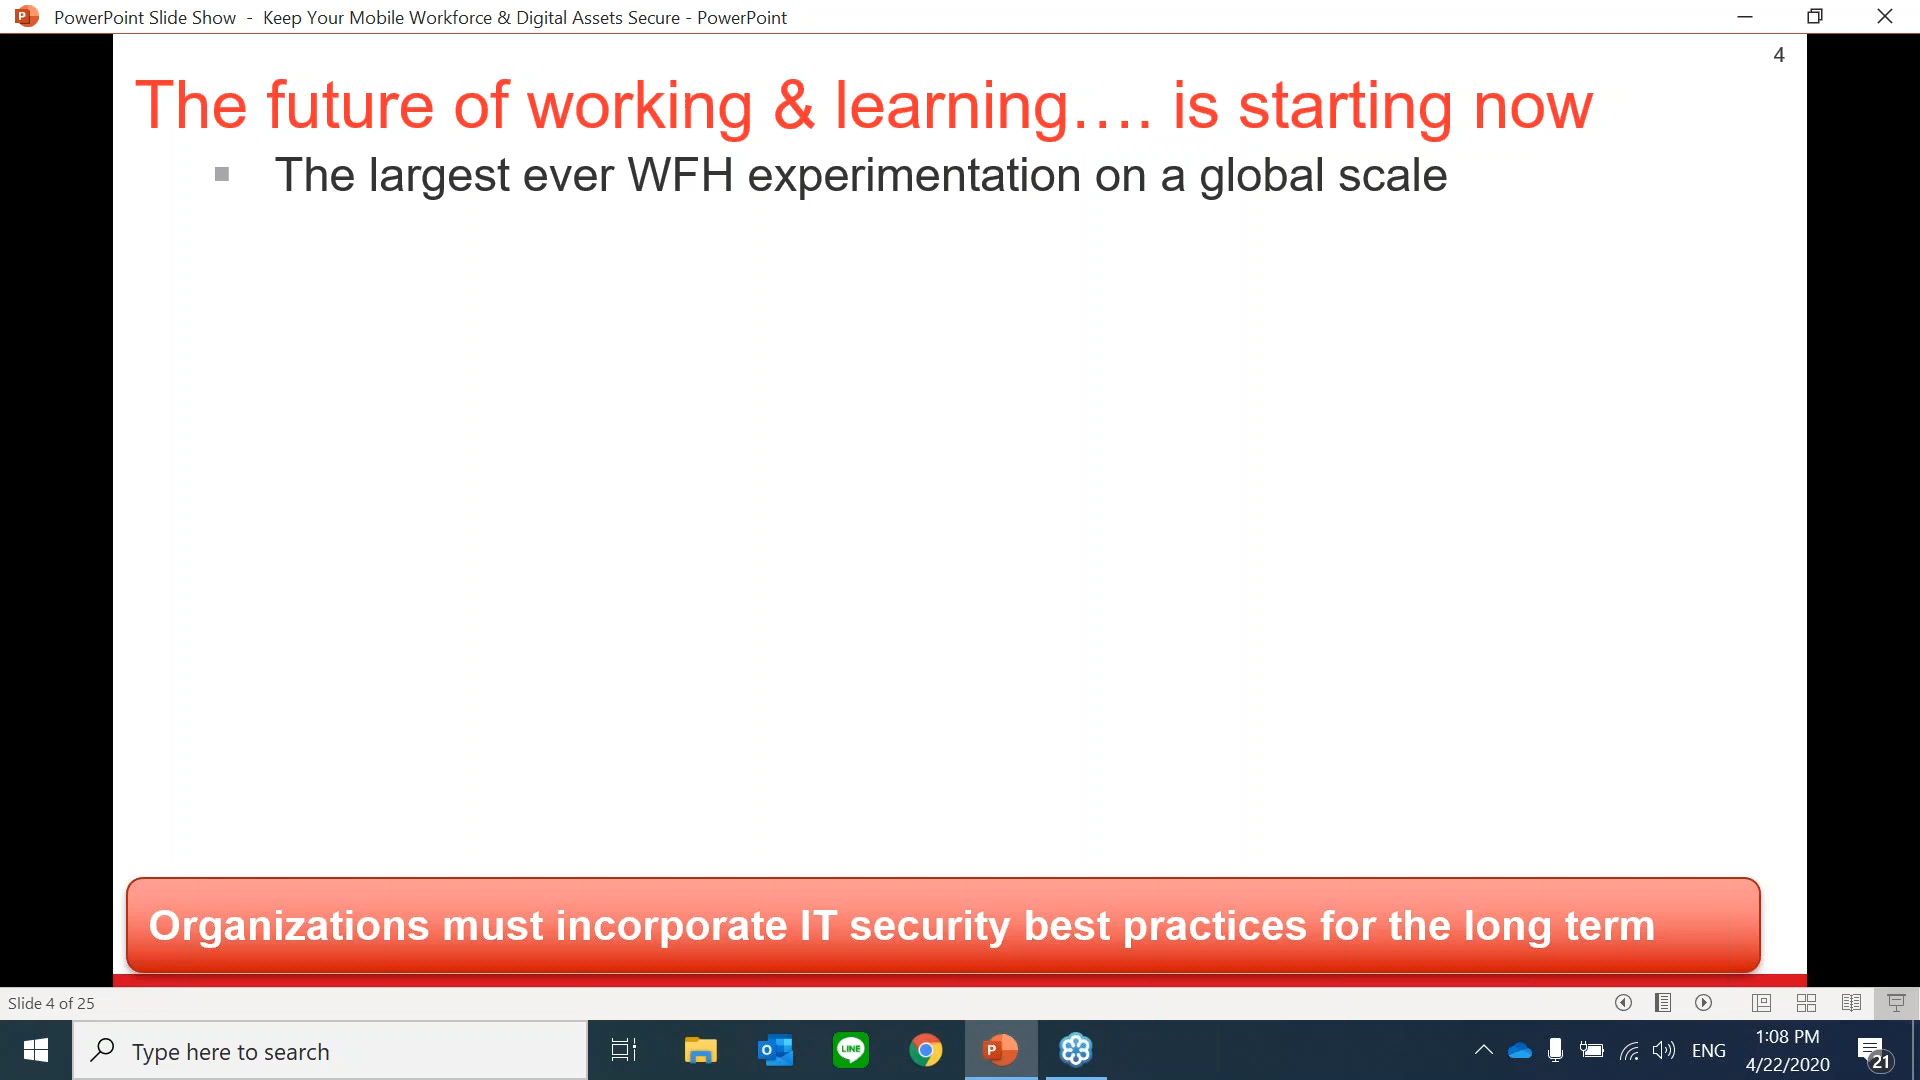 PowerPoint Slide Show - Keep Your Mobile Workforce & Digital Assets Secure - PowerPoint
4
The future of working & learning…. is starting now
The largest ever WFH experimentation on a global scale
Organizations must incorporate IT security best practices for the long term
Slide 4 of 25
Type here to search
LINE
ENG
1:08 PM
4/22/2020
21